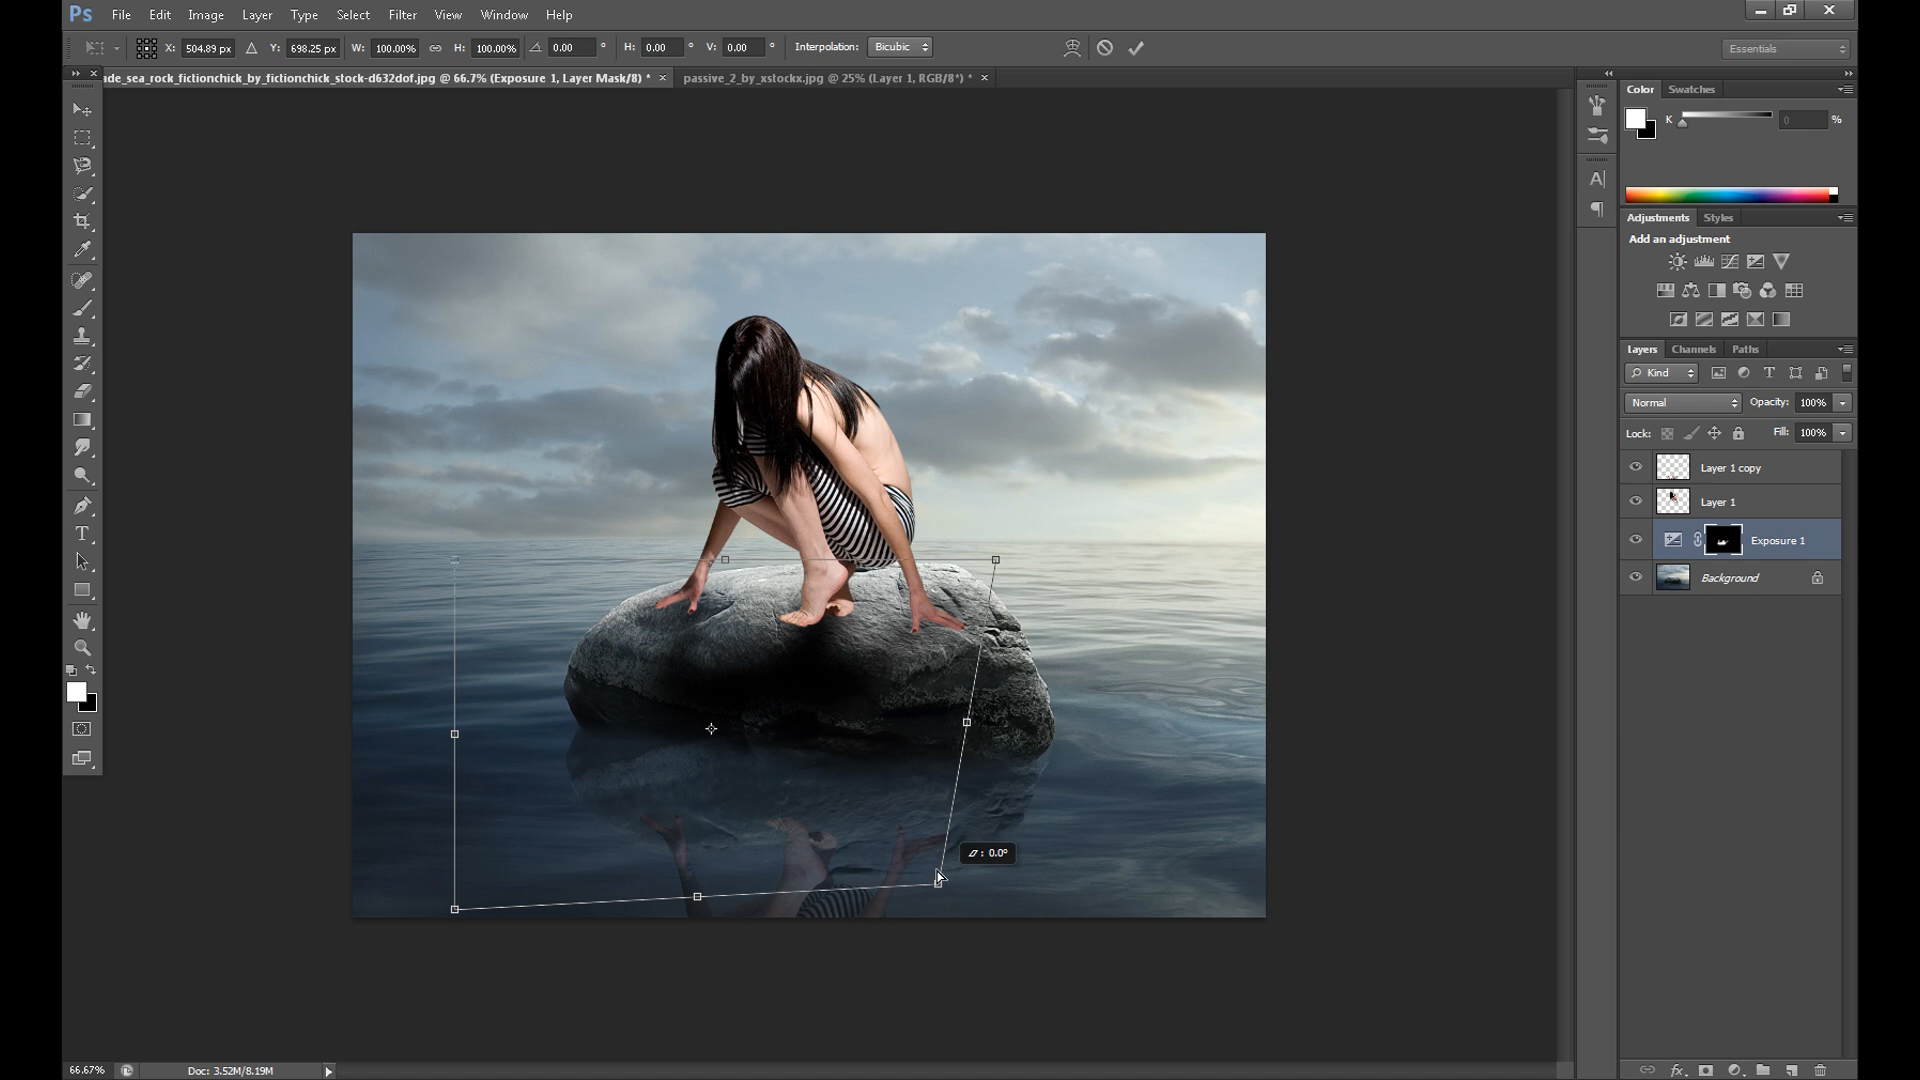 Ps File Edit Image Layer Type Select Filter View Window Help
X: 504.89 px Y: 698.25 px W: 100.00% H: 100.00% 0.00 ° H: 0.00 ° V: 0.00 ° Interpolation: Bicubic Essentials
ade_sea_rock_fictionchick_by_fictionchick_stock-d632dof.jpg @ 66.7% (Exposure 1, Layer Mask/8) * × passive_2_by_xstockx.jpg @ 25% (Layer 1, RGB/8*) * ×
Color Swatches
K 0 %
Adjustments Styles
Add an adjustment
Layers Channels Paths
Kind
Normal Opacity: 100%
Lock: Fill: 100%
Layer 1 copy
Layer 1
Exposure 1
Background
: 0.0°
66.67% Doc: 3.52M/8.19M